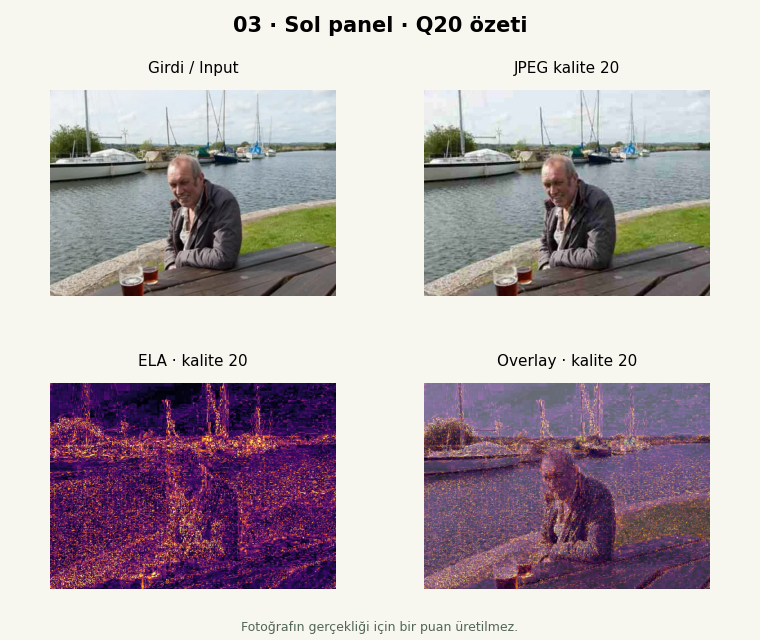 03 · Sol panel · Q20 özeti
Girdi / Input
JPEG kalite 20
ELA · kalite 20
Overlay · kalite 20
Fotoğrafın gerçekliği için bir puan üretilmez.